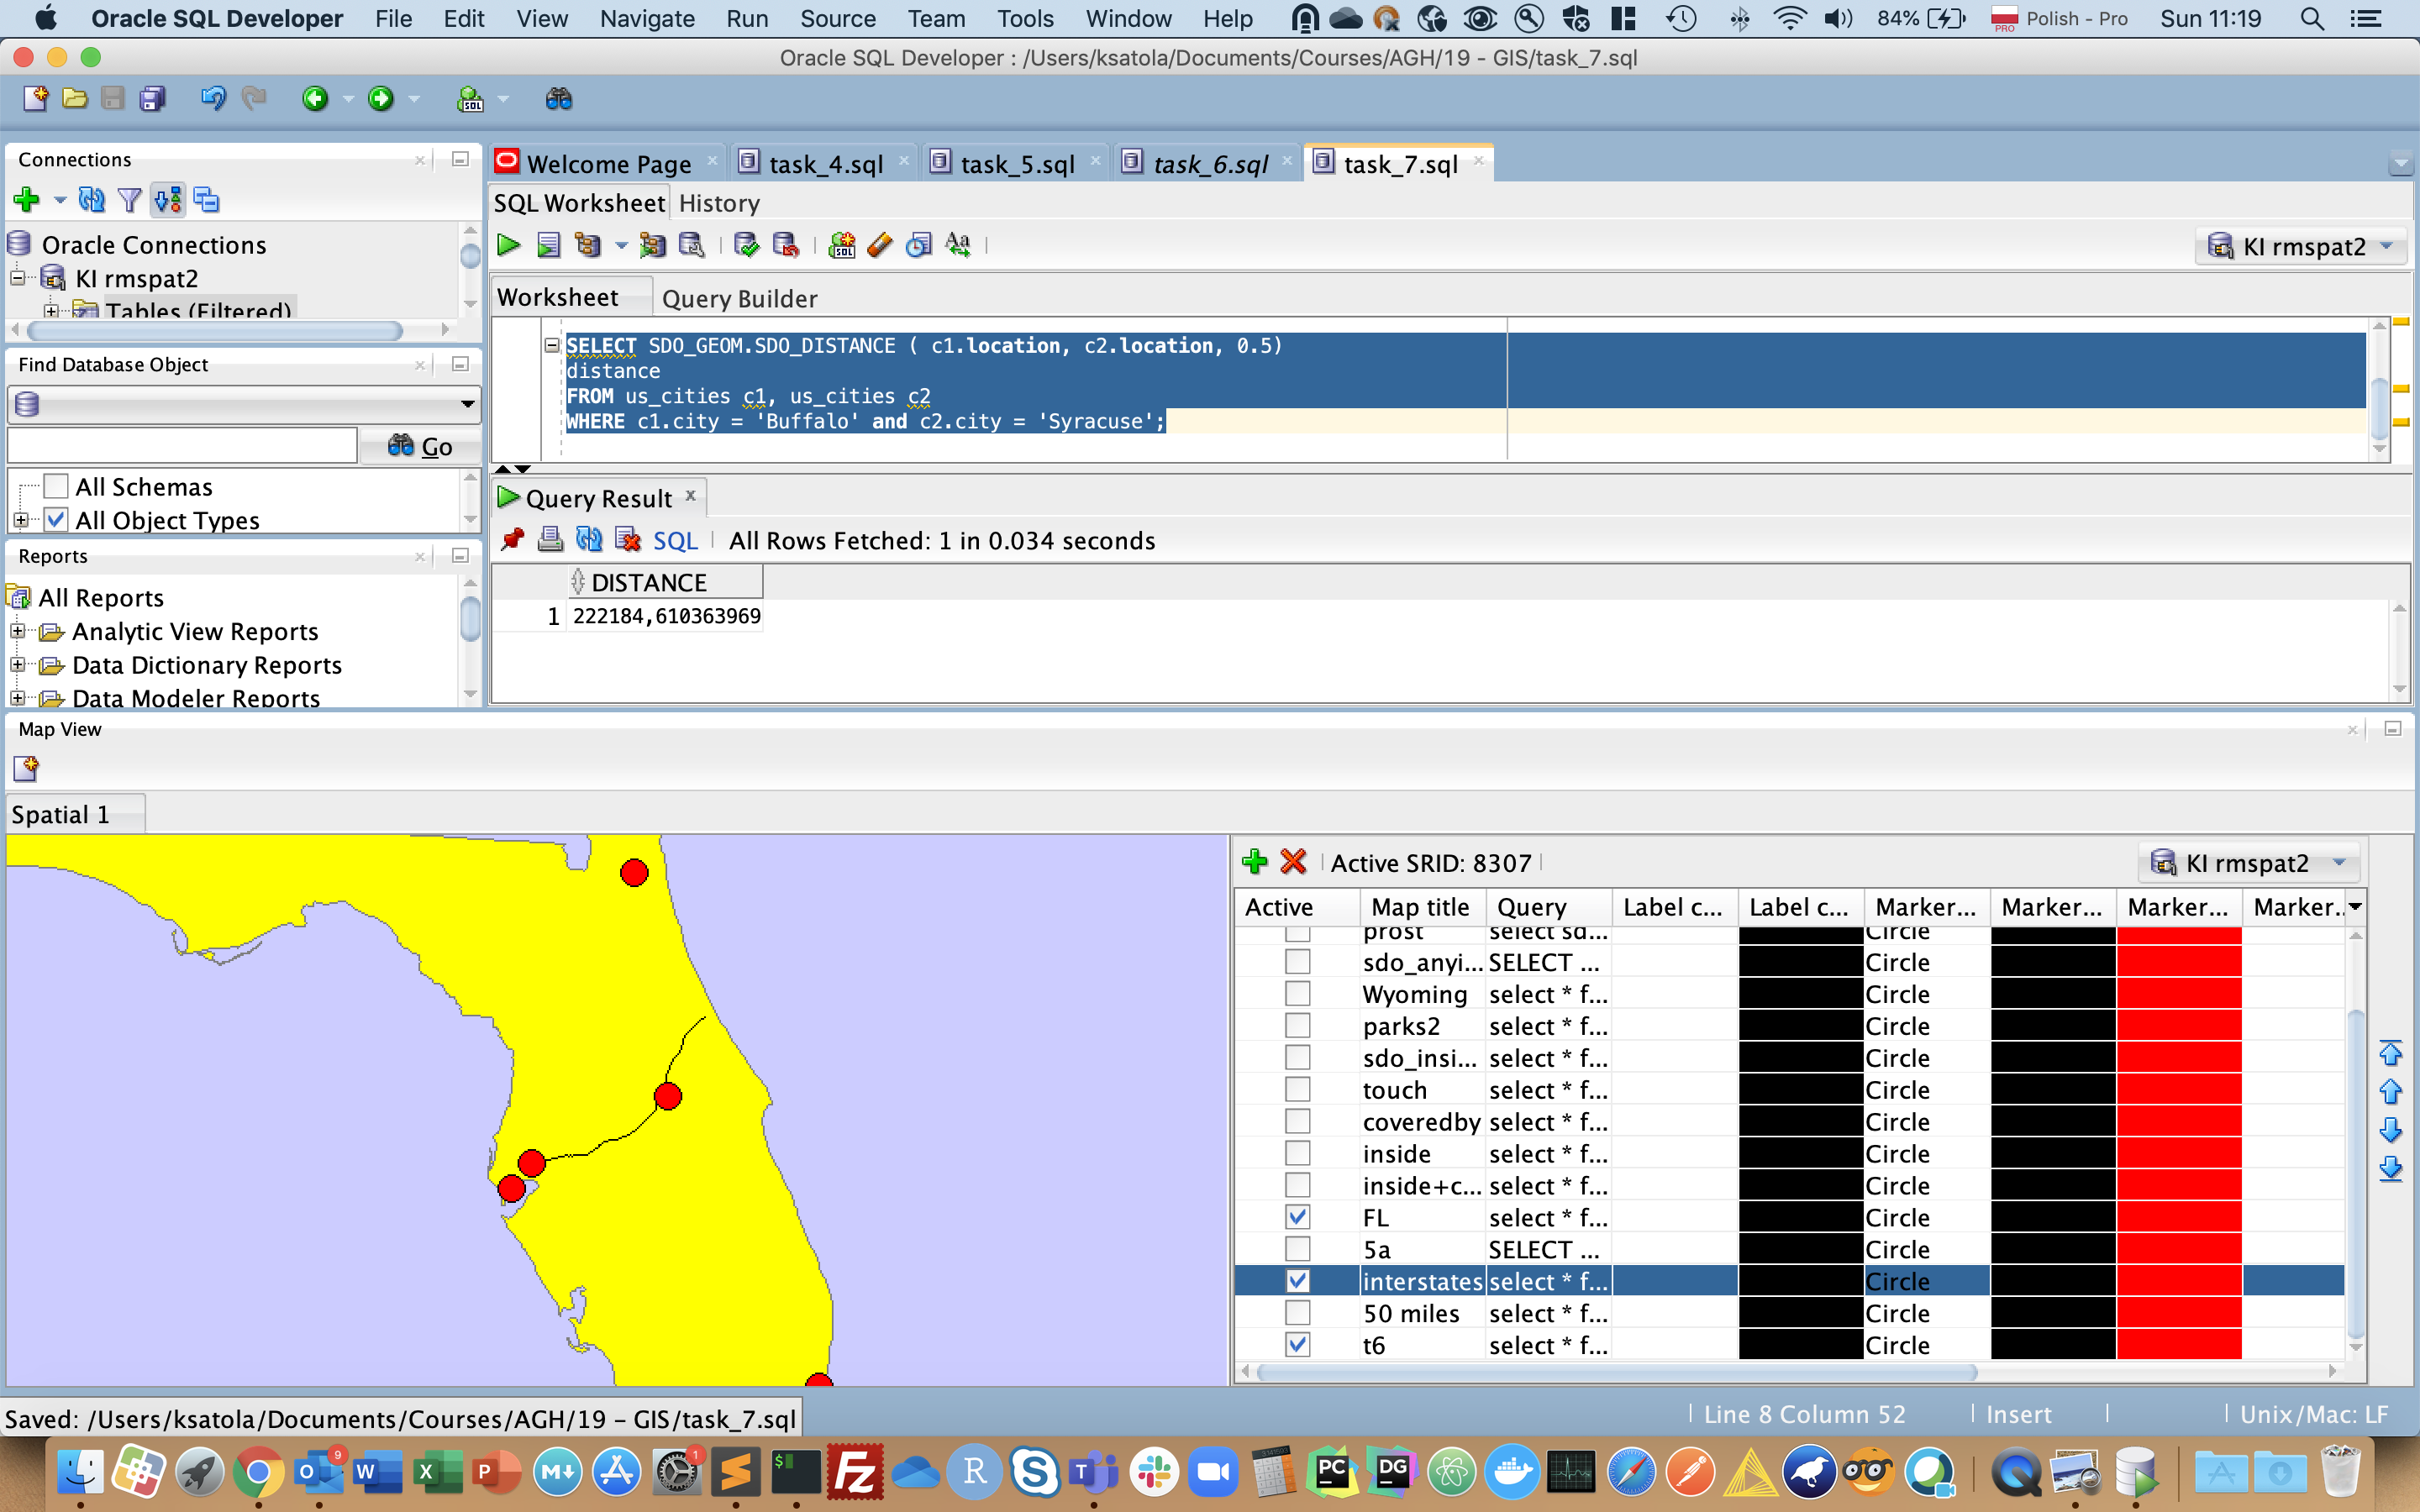 Oracle SQL Developer File Edit View Navigate Run Source Team Tools Window Help 84% PRO Polish - Pro Sun 11:19
Oracle SQL Developer : /Users/ksatola/Documents/Courses/AGH/19 - GIS/task_7.sql
Connections
Oracle Connections
KI rmspat2
Tables (Filtered)
Find Database Object
Go
All Schemas
All Object Types
Reports
All Reports
Analytic View Reports
Data Dictionary Reports
Data Modeler Reports
Welcome Page task_4.sql task_5.sql task_6.sql task_7.sql
SQL Worksheet History
KI rmspat2
Worksheet Query Builder
SELECT SDO_GEOM.SDO_DISTANCE ( c1.location, c2.location, 0.5)
distance
FROM us_cities c1, us_cities c2
WHERE c1.city = 'Buffalo' and c2.city = 'Syracuse';
Query Result
SQL All Rows Fetched: 1 in 0.034 seconds
DISTANCE
1 222184,610363969
Map View
Spatial 1
Active SRID: 8307 KI rmspat2
Active Map title Query Label c... Label c... Marker... Marker... Marker... Marker..
prost select sd... Circle
sdo_anyi... SELECT ... Circle
Wyoming select * f... Circle
parks2 select * f... Circle
sdo_insi... select * f... Circle
touch select * f... Circle
coveredby select * f... Circle
inside select * f... Circle
inside+c... select * f... Circle
FL select * f... Circle
5a SELECT ... Circle
interstates select * f... Circle
50 miles select * f... Circle
t6 select * f... Circle
Saved: /Users/ksatola/Documents/Courses/AGH/19 - GIS/task_7.sql
Line 8 Column 52 Insert Unix/Mac: LF
9 W X P M 1 $ Fz R S T PC DG